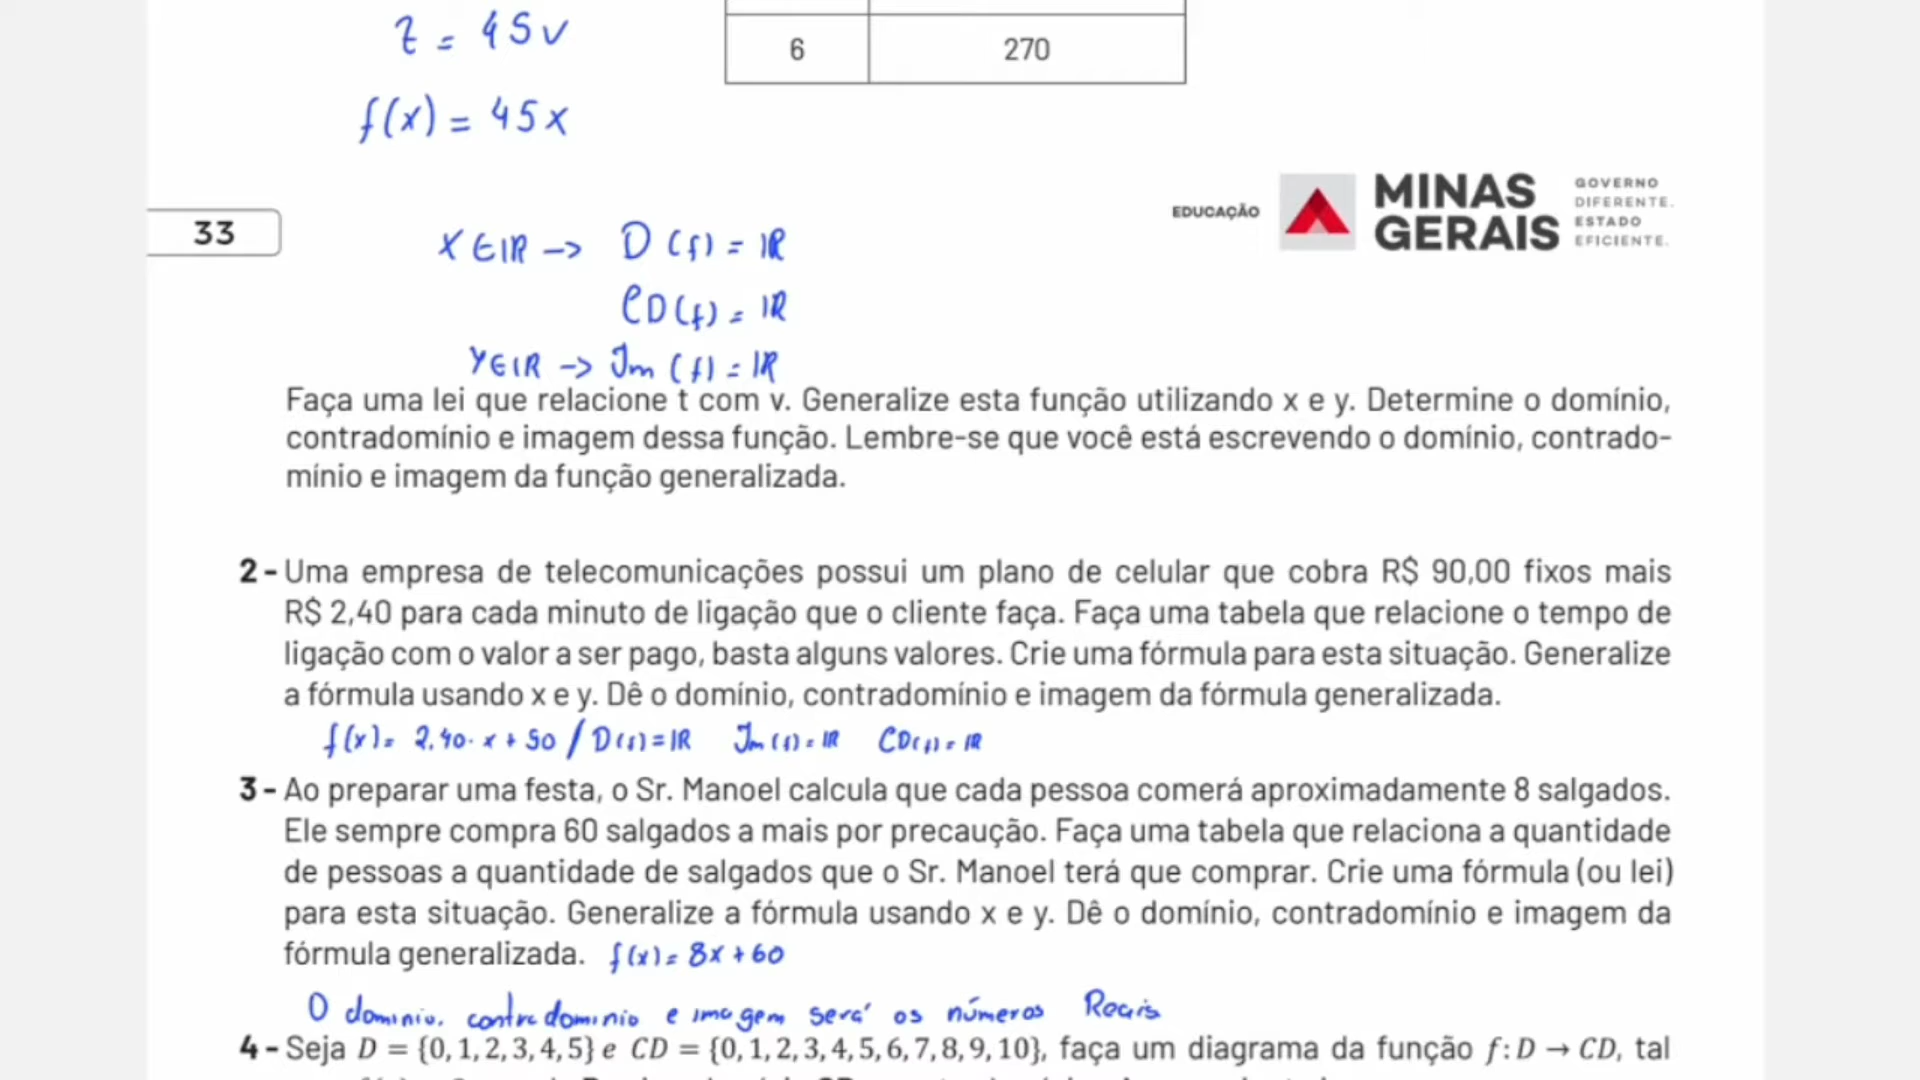 t = 45v
6 270
f(x) = 45x
EDUCAÇÃO
MINAS
GERAIS
GOVERNO
DIFERENTE.
ESTADO
EFICIENTE.
33
X ∈ IR -> D (f) = IR
CD(f) = IR
Y ∈ IR -> Im (f) = IR
Faça uma lei que relacione t com v. Generalize esta função utilizando x e y. Determine o domínio,
contradomínio e imagem dessa função. Lembre-se que você está escrevendo o domínio, contrado-
mínio e imagem da função generalizada.
2 - Uma empresa de telecomunicações possui um plano de celular que cobra R$ 90,00 fixos mais
R$ 2,40 para cada minuto de ligação que o cliente faça. Faça uma tabela que relacione o tempo de
ligação com o valor a ser pago, basta alguns valores. Crie uma fórmula para esta situação. Generalize
a fórmula usando x e y. Dê o domínio, contradomínio e imagem da fórmula generalizada.
f(x) = 2,40 · x + 90 / D(f) = IR Im (f) = IR CD(f) = IR
3 - Ao preparar uma festa, o Sr. Manoel calcula que cada pessoa comerá aproximadamente 8 salgados.
Ele sempre compra 60 salgados a mais por precaução. Faça uma tabela que relaciona a quantidade
de pessoas a quantidade de salgados que o Sr. Manoel terá que comprar. Crie uma fórmula (ou lei)
para esta situação. Generalize a fórmula usando x e y. Dê o domínio, contradomínio e imagem da
fórmula generalizada. f(x) = 8x + 60
O dominio, contradominio e imagem será os números Reais
4 - Seja D = {0, 1, 2, 3, 4, 5} e CD = {0, 1, 2, 3, 4, 5, 6, 7, 8, 9, 10}, faça um diagrama da função f: D → CD, tal